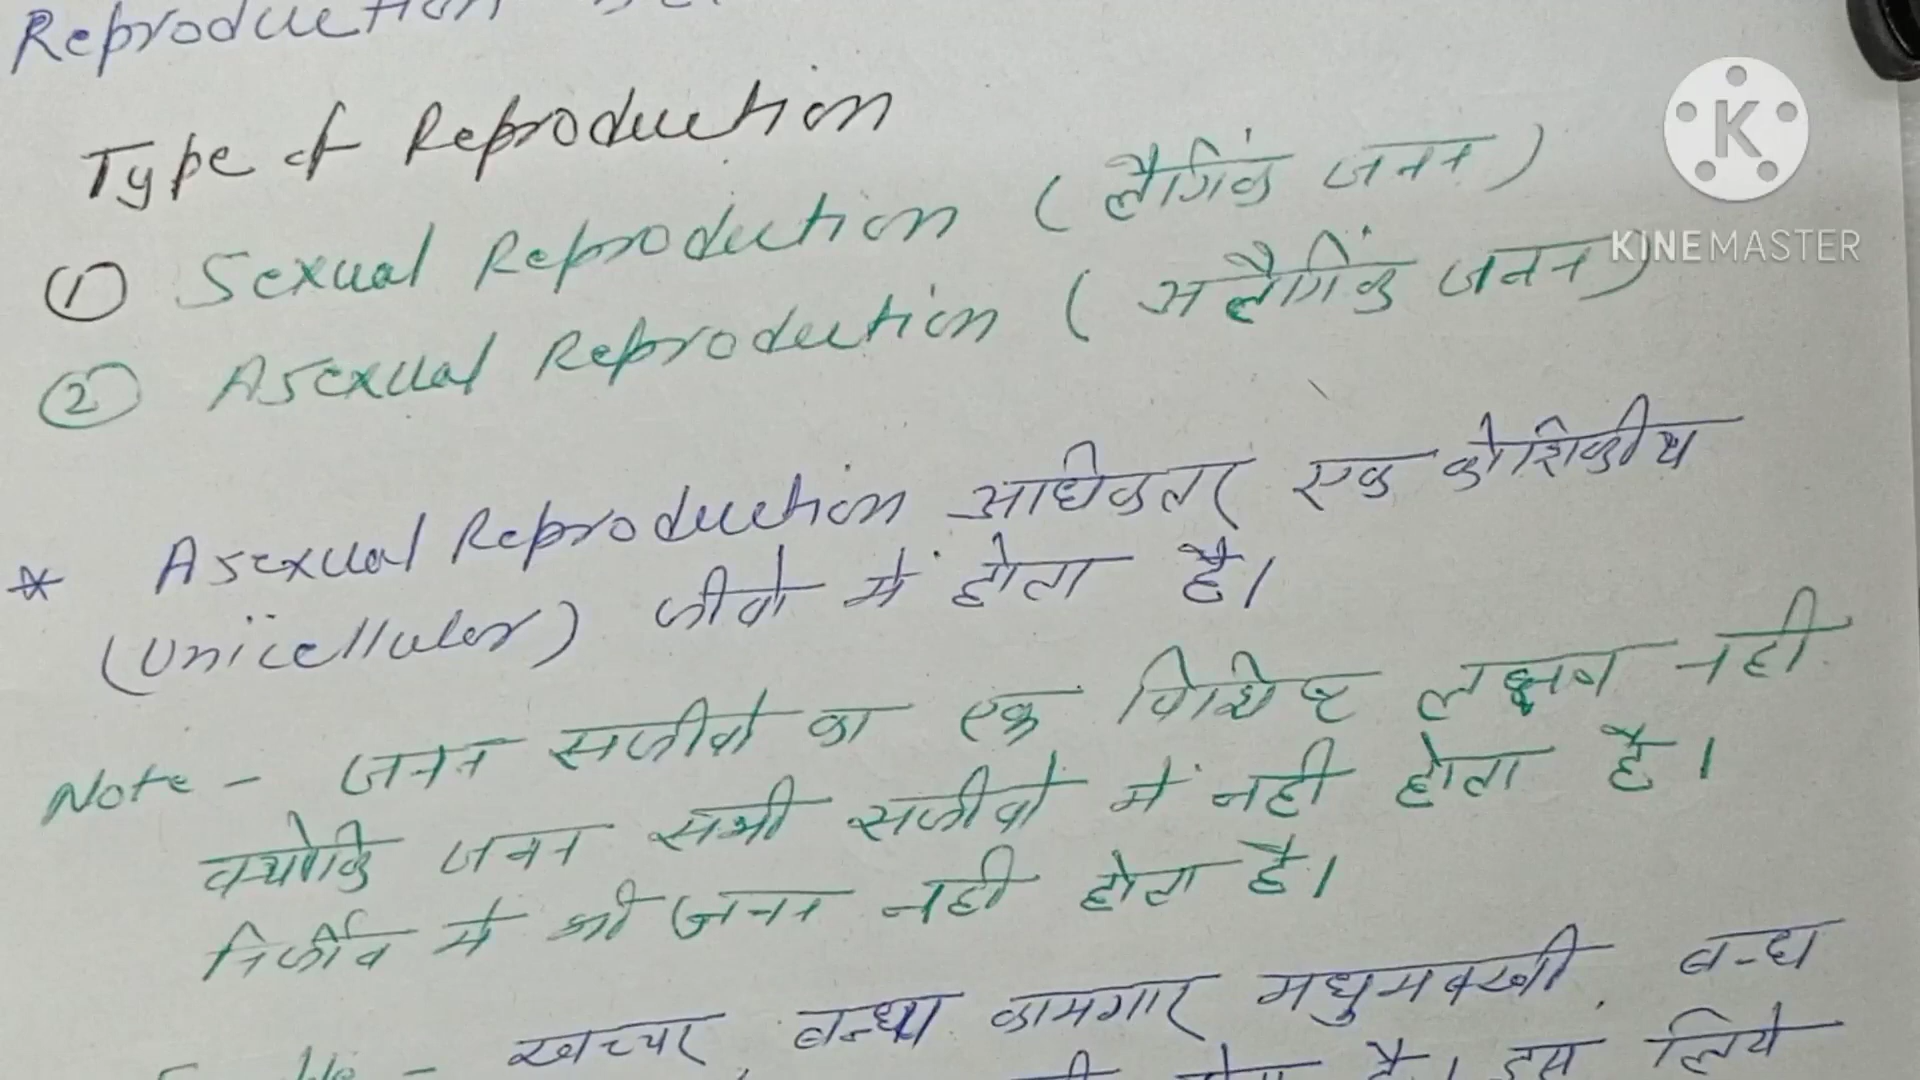 Reproduction
Type of Reproduction
① Sexual Reproduction (लैगिकं जनन)
② Asexual Reproduction (अलैगिकं जनन)
* Asexual Reproduction अधिकतर एक कोशिकीय
(Unicellular) जीवो में होता है।
Note - जनन सजीवो का एक विशिष्ट लक्षण नही
क्योकि जनन सभी सजीवों में नही होता है।
निर्जीव में भी जनन नही होता है।
खच्चर, बन्ध्या कामगार मधुमक्खी, बन्ध
है। इस लिये
K
KINEMASTER